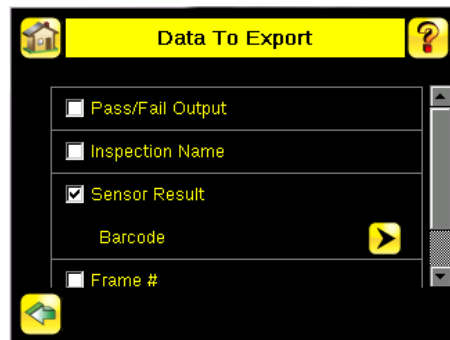 Data To Export
?
Pass/Fail Output
Inspection Name
Sensor Result
Barcode
Frame #